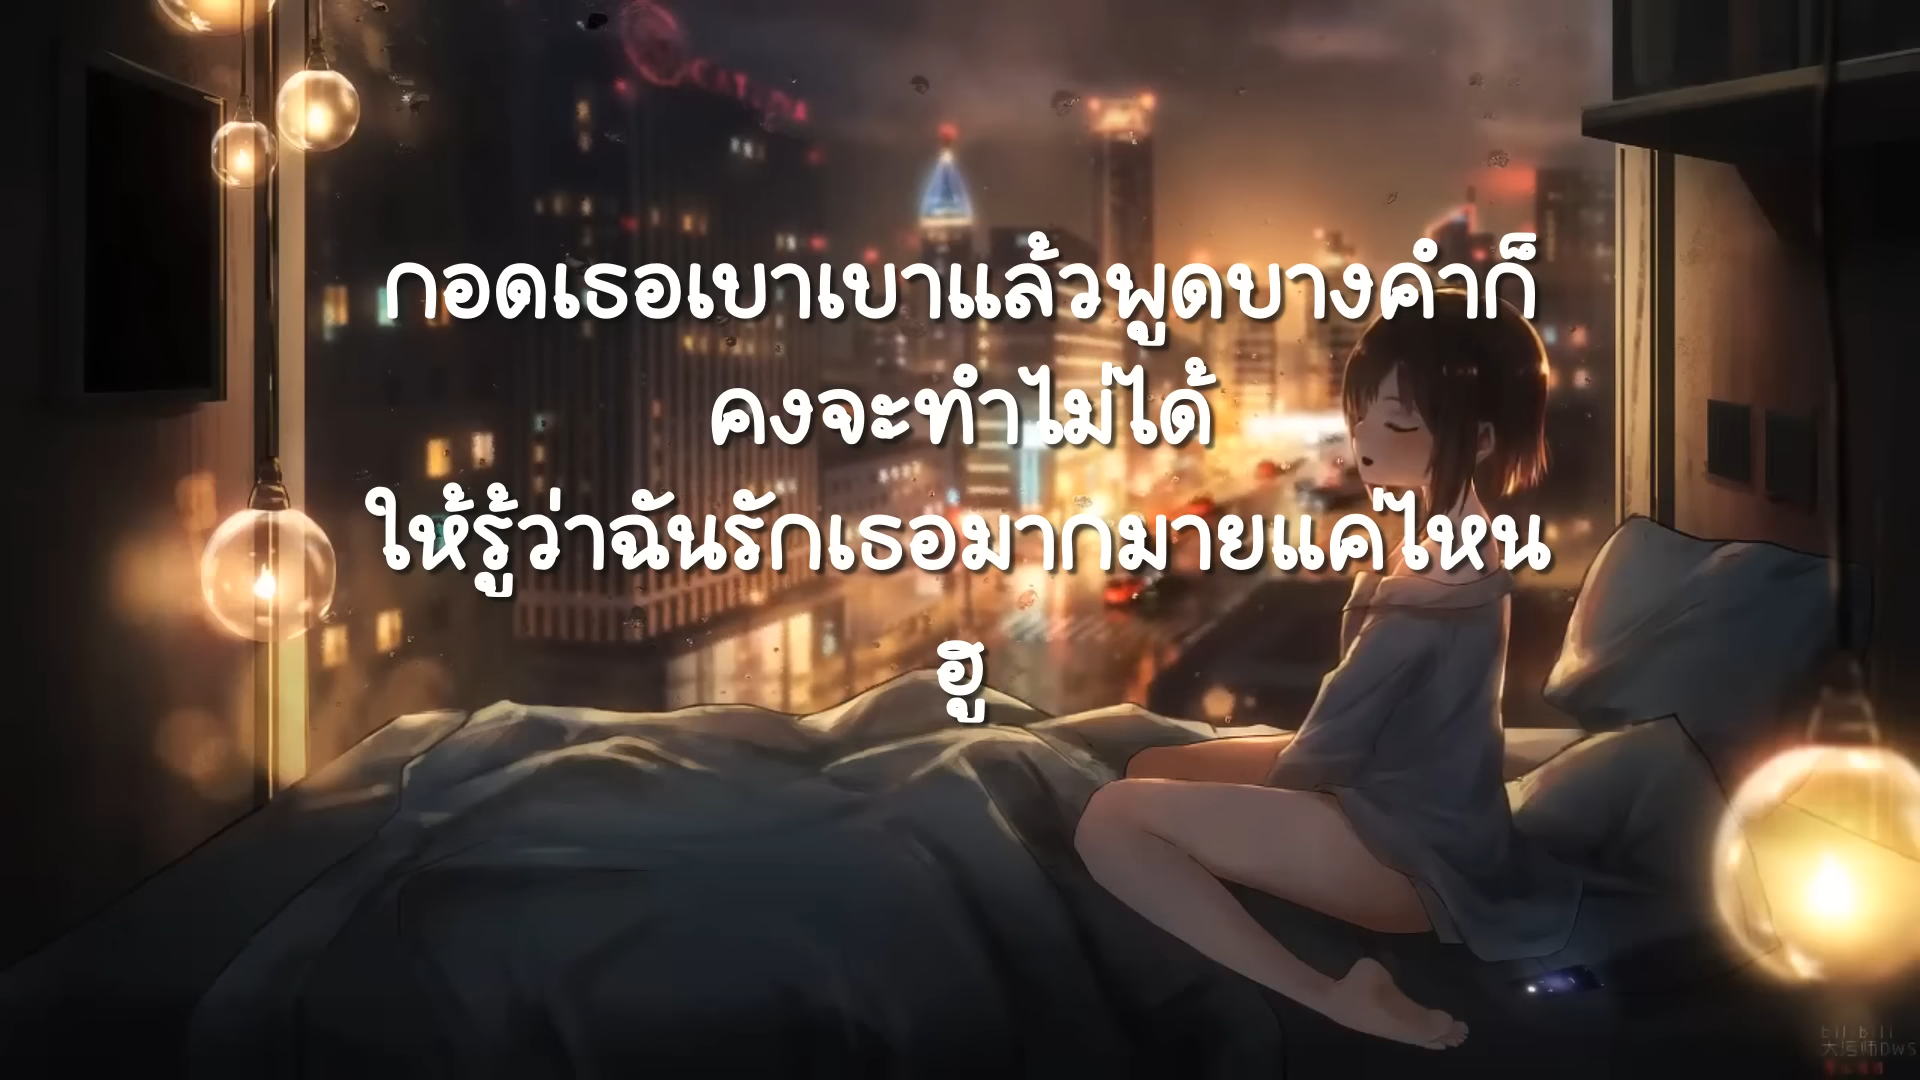 กอดเธอเบาเบาแล้วพูดบางคำก็
คงจะทำไม่ได้
ให้รู้ว่าฉันรักเธอมากมายแค่ไหน
ฮู